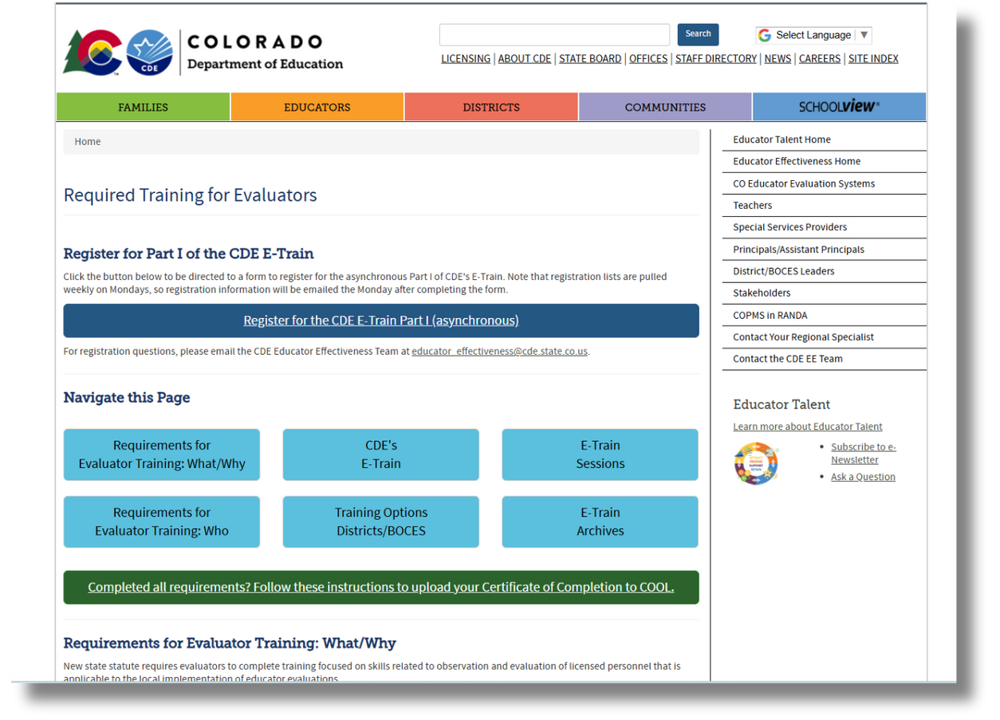 COLORADO
Department of Education
CDE
Search
Select Language ▼
LICENSING | ABOUT CDE | STATE BOARD | OFFICES | STAFF DIRECTORY | NEWS | CAREERS | SITE INDEX
FAMILIES
EDUCATORS
DISTRICTS
COMMUNITIES
SCHOOLVIEW®
Home
Required Training for Evaluators
Register for Part I of the CDE E-Train
Click the button below to be directed to a form to register for the asynchronous Part I of CDE's E-Train. Note that registration lists are pulled
weekly on Mondays, so registration information will be emailed the Monday after completing the form.
Register for the CDE E-Train Part I (asynchronous)
For registration questions, please email the CDE Educator Effectiveness Team at educator_effectiveness@cde.state.co.us.
Navigate this Page
Requirements for
Evaluator Training: What/Why
CDE's
E-Train
E-Train
Sessions
Requirements for
Evaluator Training: Who
Training Options
Districts/BOCES
E-Train
Archives
Completed all requirements? Follow these instructions to upload your Certificate of Completion to COOL.
Requirements for Evaluator Training: What/Why
New state statute requires evaluators to complete training focused on skills related to observation and evaluation of licensed personnel that is
applicable to the local implementation of educator evaluations.
Educator Talent Home
Educator Effectiveness Home
CO Educator Evaluation Systems
Teachers
Special Services Providers
Principals/Assistant Principals
District/BOCES Leaders
Stakeholders
COPMS in RANDA
Contact Your Regional Specialist
Contact the CDE EE Team
Educator Talent
Learn more about Educator Talent
Subscribe to e-
Newsletter
Ask a Question